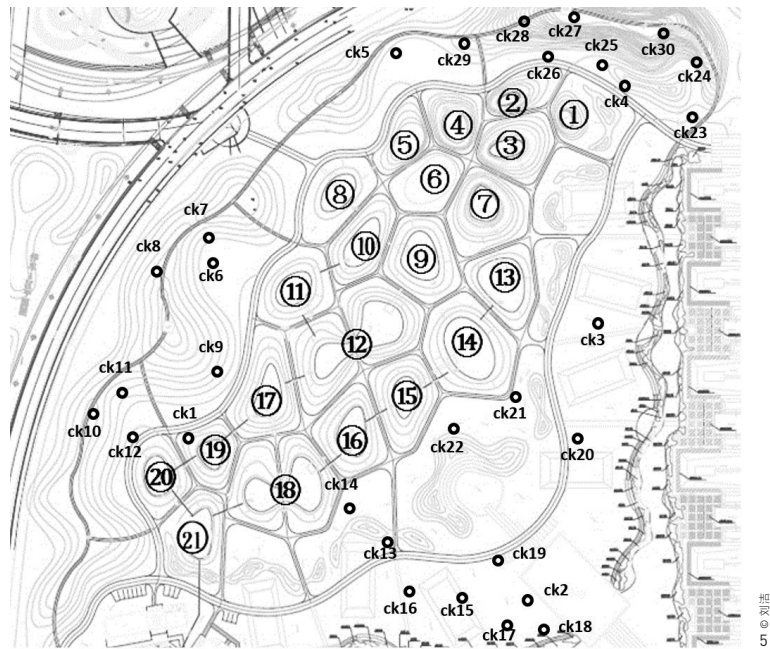 ck28
ck27
ck30
ck5
ck29
ck26
ck25
ck24
ck4
ck23
②
①
④
⑤
③
⑥
⑧
⑦
ck7
⑩
ck8
ck6
⑨
⑬
⑪
ck3
⑫
⑭
ck9
ck11
⑰
⑮
ck21
ck10
ck1
ck22
ck20
ck12
⑲
⑯
⑳
⑱
ck14
㉑
ck13
ck19
ck16
ck15
ck2
ck17
ck18
©
5